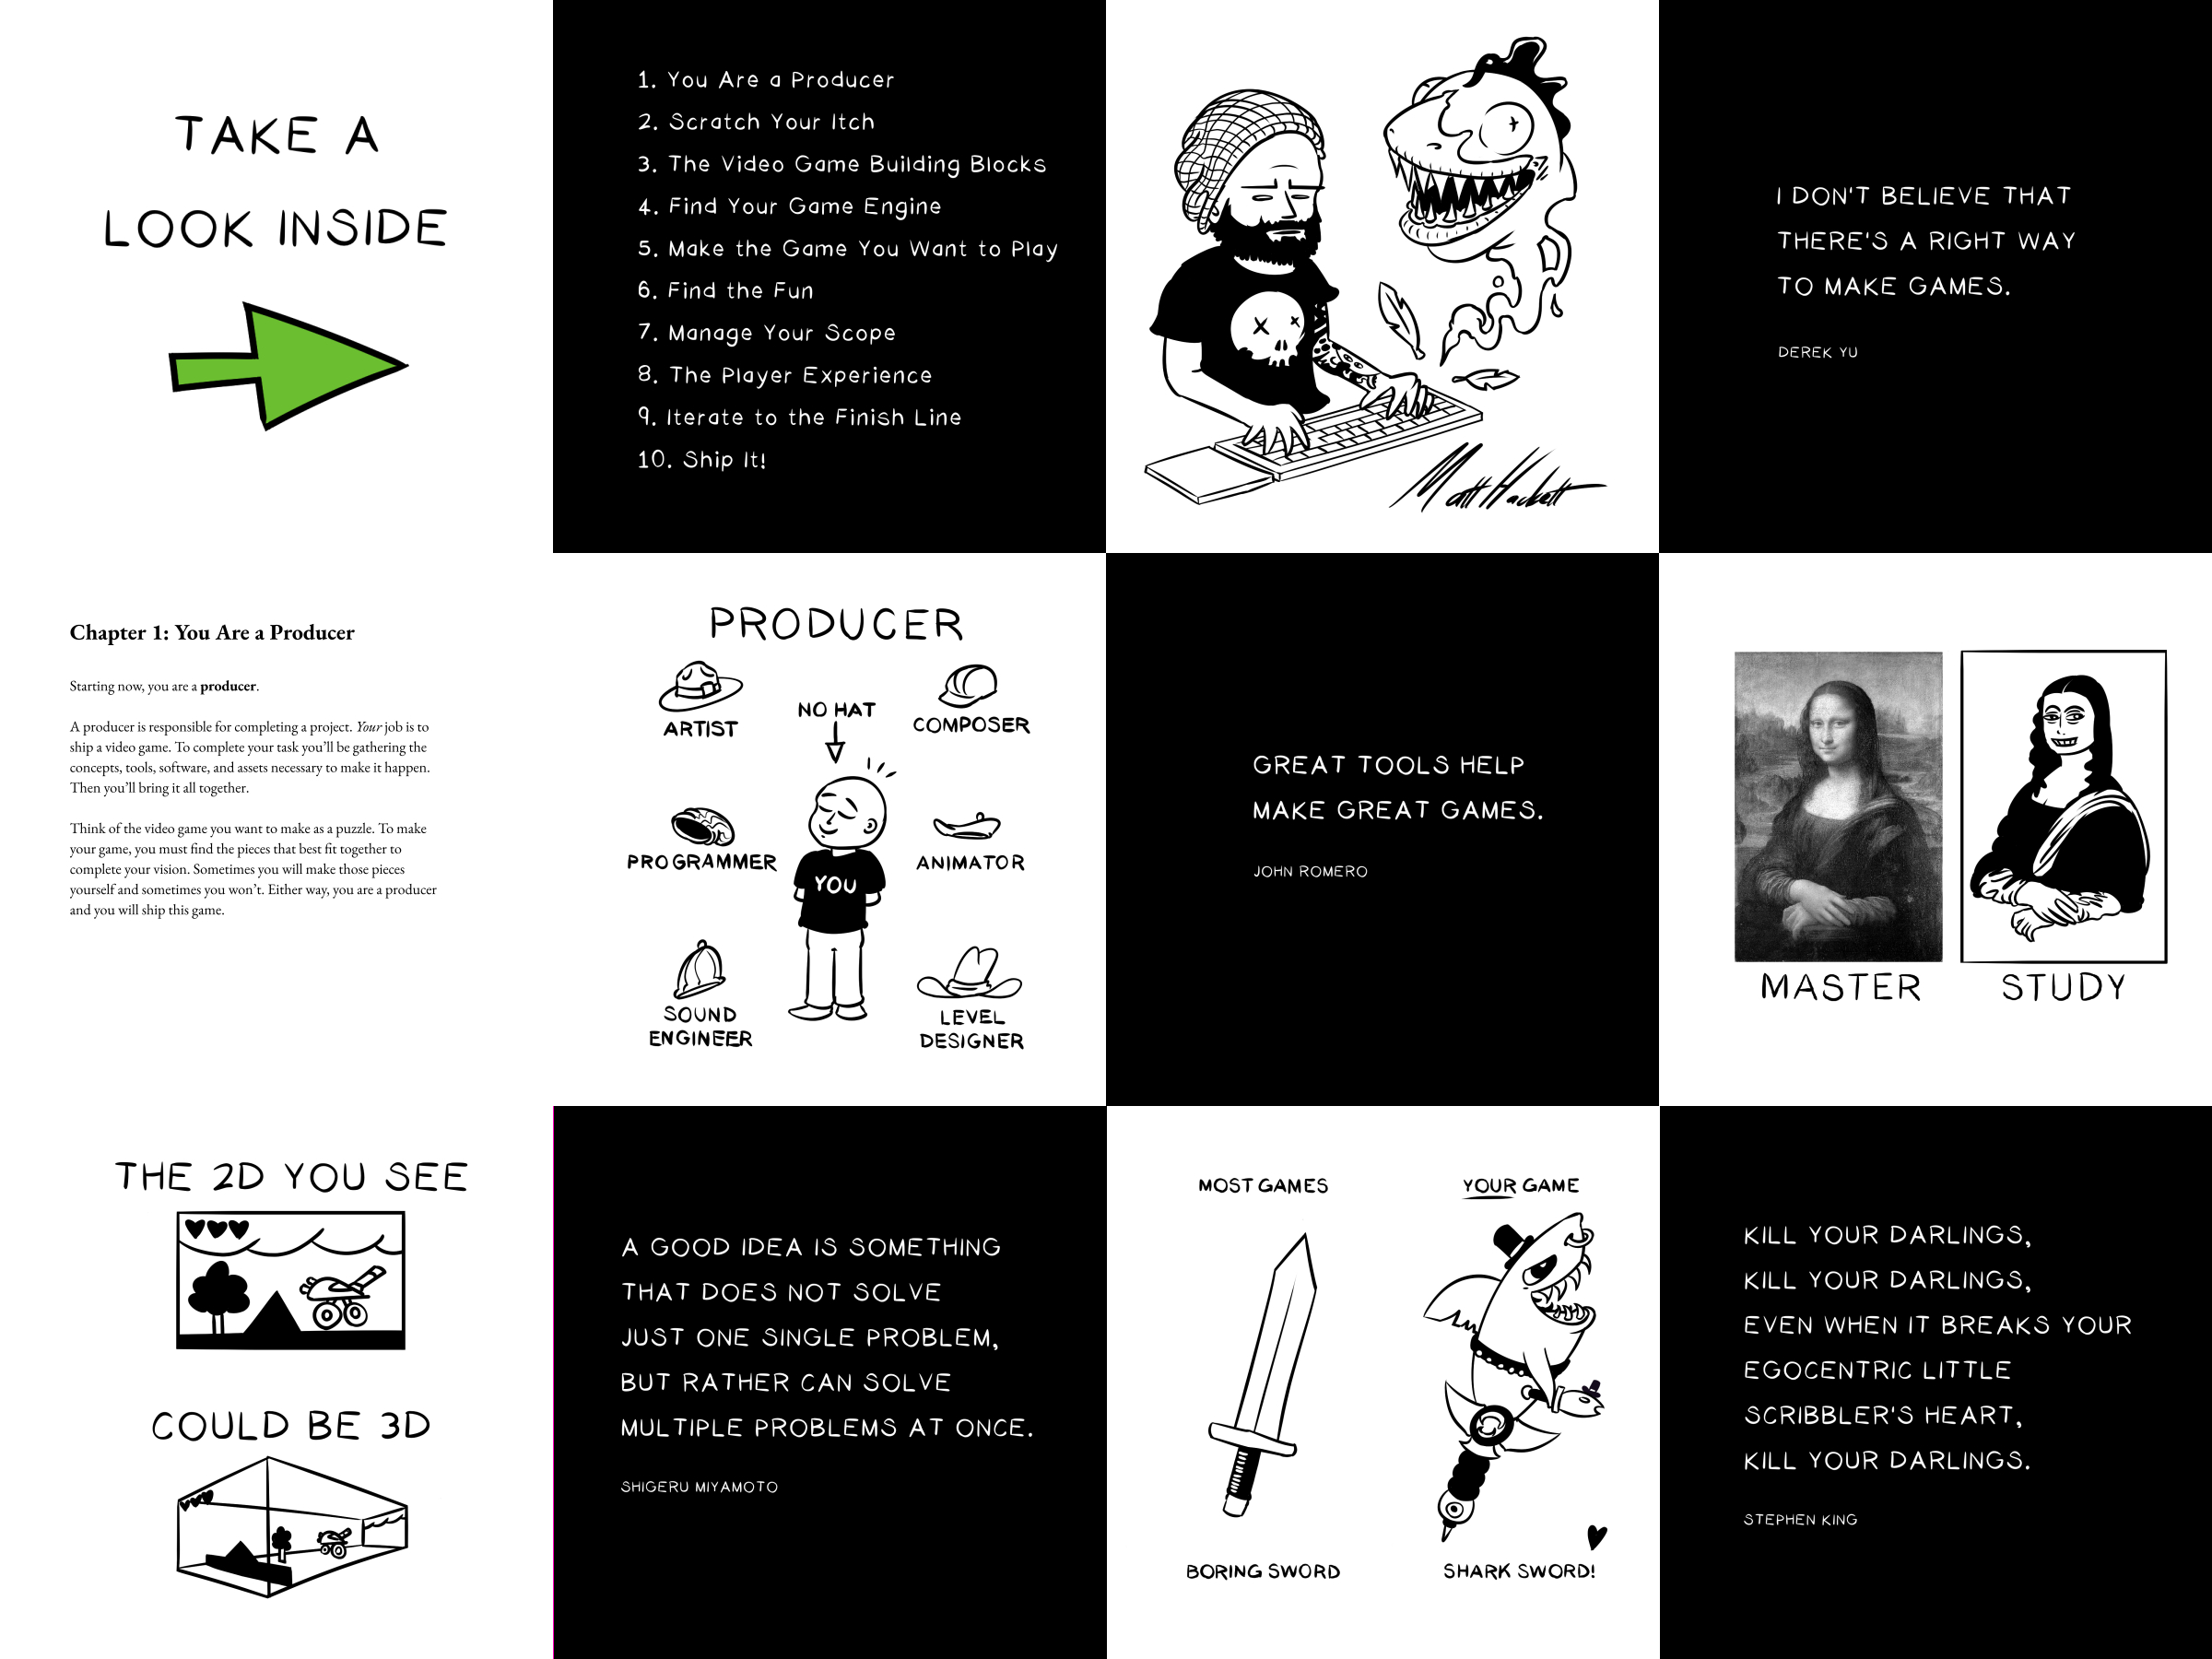 TAKE A
LOOK INSIDE
1. You Are a Producer
2. Scratch Your Itch
3. The Video Game Building Blocks
4. Find Your Game Engine
5. Make the Game You Want to Play
6. Find the Fun
7. Manage Your Scope
8. The Player Experience
9. Iterate to the Finish Line
10. Ship It!
Matt Hackett
I DON'T BELIEVE THAT
THERE'S A RIGHT WAY
TO MAKE GAMES.
DEREK YU
Chapter 1: You Are a Producer
Starting now, you are a producer.
A producer is responsible for completing a project. Your job is to
ship a video game. To complete your task you’ll be gathering the
concepts, tools, software, and assets necessary to make it happen.
Then you’ll bring it all together.
Think of the video game you want to make as a puzzle. To make
your game, you must find the pieces that best fit together to
complete your vision. Sometimes you will make those pieces
yourself and sometimes you won’t. Either way, you are a producer
and you will ship this game.
PRODUCER
ARTIST
NO HAT
COMPOSER
PROGRAMMER
YOU
ANIMATOR
SOUND
ENGINEER
LEVEL
DESIGNER
GREAT TOOLS HELP
MAKE GREAT GAMES.
JOHN ROMERO
MASTER
STUDY
THE 2D YOU SEE
COULD BE 3D
A GOOD IDEA IS SOMETHING
THAT DOES NOT SOLVE
JUST ONE SINGLE PROBLEM,
BUT RATHER CAN SOLVE
MULTIPLE PROBLEMS AT ONCE.
SHIGERU MIYAMOTO
MOST GAMES
YOUR GAME
BORING SWORD
SHARK SWORD!
KILL YOUR DARLINGS,
KILL YOUR DARLINGS,
EVEN WHEN IT BREAKS YOUR
EGOCENTRIC LITTLE
SCRIBBLER'S HEART,
KILL YOUR DARLINGS.
STEPHEN KING